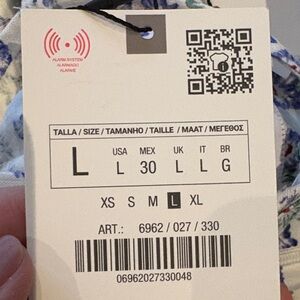 ALARM SYSTEM
ALARMADO
ALARME
TALLA / SIZE / TAMANHO / TAILLE / MAAT / ΜΕΓΕΘΟΣ
USA MEX UK IT BR
L L 30 L L G
XS S M L XL
ART.: 6962 / 027 / 330
06962027330048